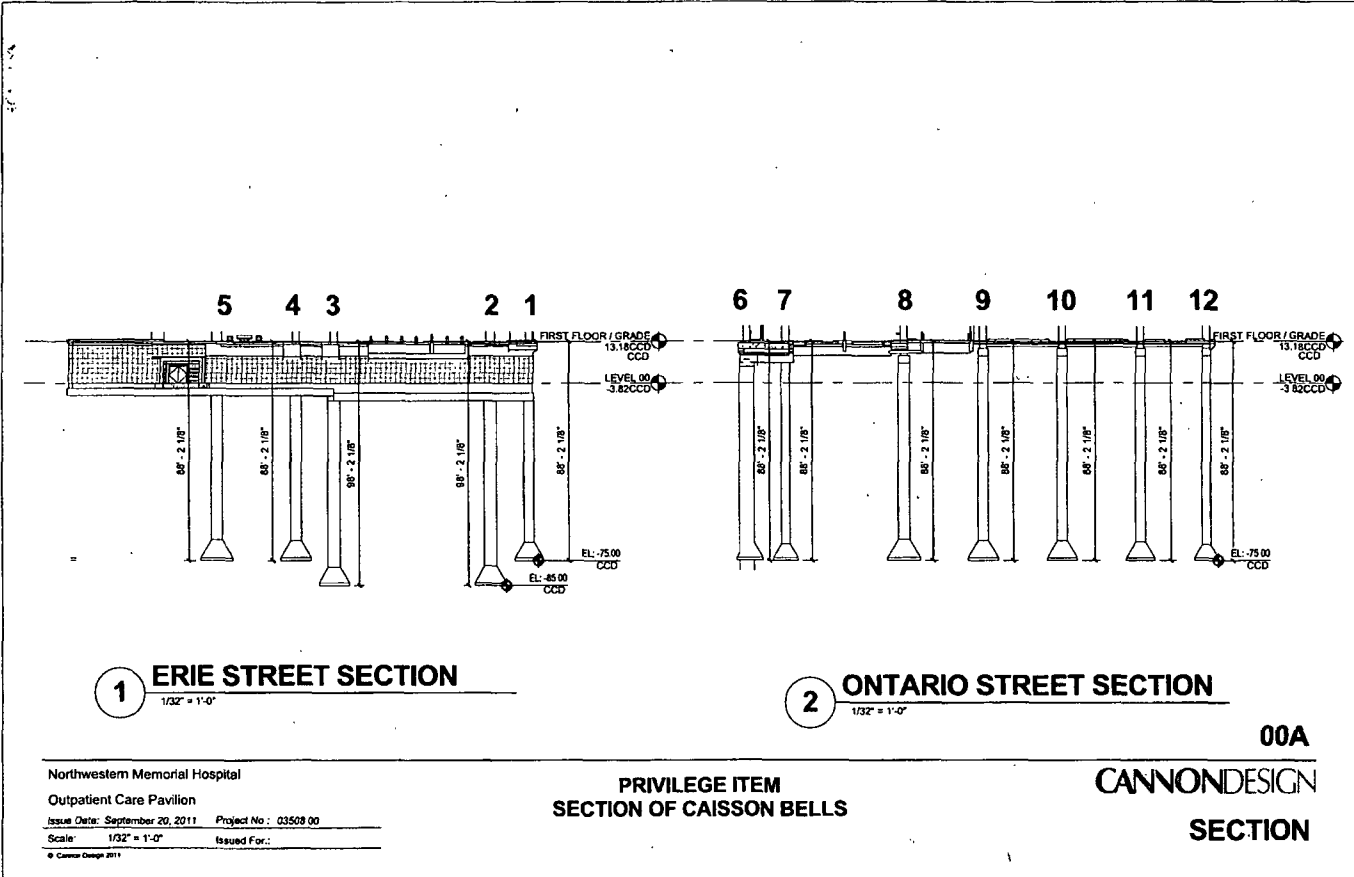 5 4 3 2 1
FIRST FLOOR / GRADE
13.18CCD
CCD
LEVEL 00
-3.82CCD
88' - 2 1/8"
88' - 2 1/8"
98' - 2 1/8"
98' - 2 1/8"
88' - 2 1/8"
EL: -75.00
CCD
EL: -85 00
CCD
1 ERIE STREET SECTION
1/32" = 1'-0"
6 7 8 9 10 11 12
FIRST FLOOR / GRADE
13.18CCD
CCD
LEVEL 00
-3 82CCD
88' - 2 1/8"
88' - 2 1/8"
88' - 2 1/8"
88' - 2 1/8"
88' - 2 1/8"
88' - 2 1/8"
88' - 2 1/8"
EL: -75 00
CCD
2 ONTARIO STREET SECTION
1/32" = 1'-0"
00A
Northwestern Memorial Hospital
Outpatient Care Pavilion
Issue Date: September 20, 2011 Project No : 03508 00
Scale: 1/32" = 1'-0" Issued For.:
© Cannon Design 2011
PRIVILEGE ITEM
SECTION OF CAISSON BELLS
CANNONDESIGN
SECTION